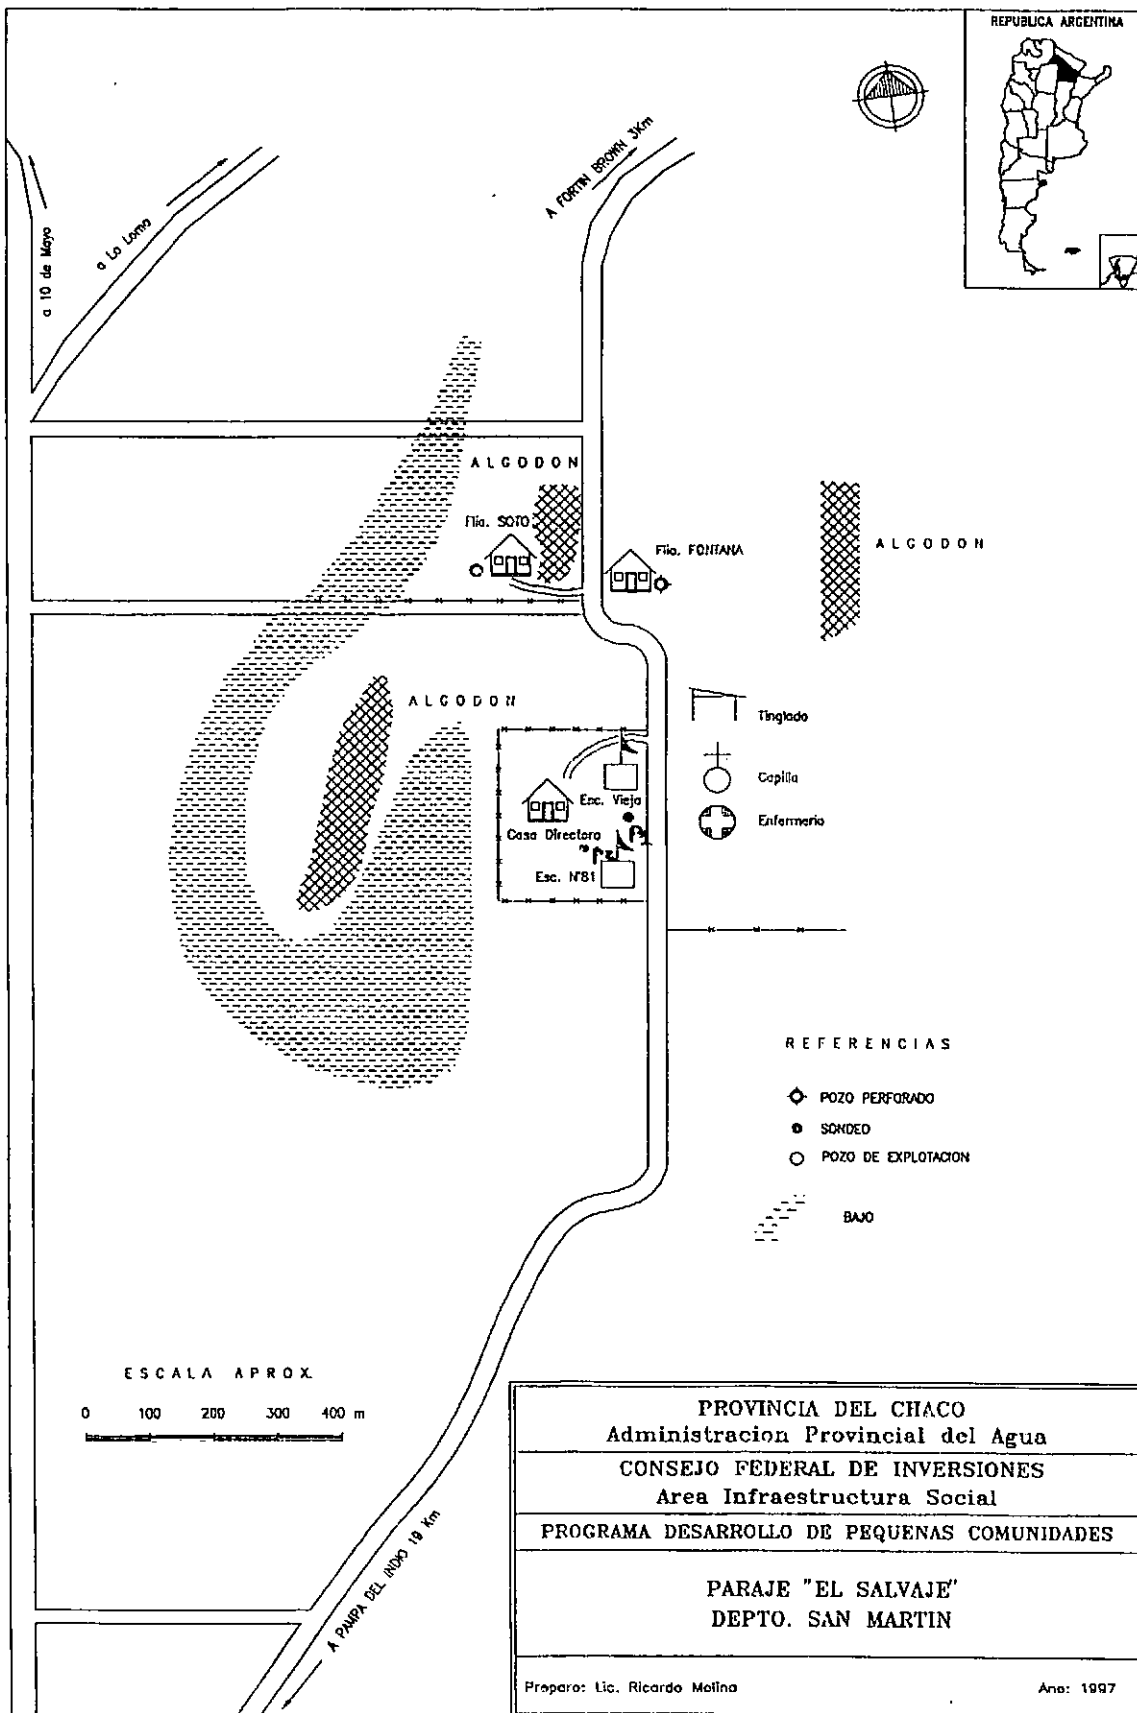 REPUBLICA ARGENTINA
A FORTIN BROWN 3Km
a La Loma
a 10 de Mayo
ALGODON
Flia. SOTO
Flia. FONTANA
ALGODON
ALGODON
Tinglado
Capilla
Enfermeria
Esc. Vieja
Casa Directora
Esc. N°81
REFERENCIAS
POZO PERFORADO
SONDEO
POZO DE EXPLOTACION
BAJO
ESCALA APROX.
0 100 200 300 400 m
A PAMPA DEL INDIO 19 Km
PROVINCIA DEL CHACO
Administracion Provincial del Agua
CONSEJO FEDERAL DE INVERSIONES
Area Infraestructura Social
PROGRAMA DESARROLLO DE PEQUENAS COMUNIDADES
PARAJE "EL SALVAJE"
DEPTO. SAN MARTIN
Preparo: Lic. Ricardo Molina
Ano: 1997